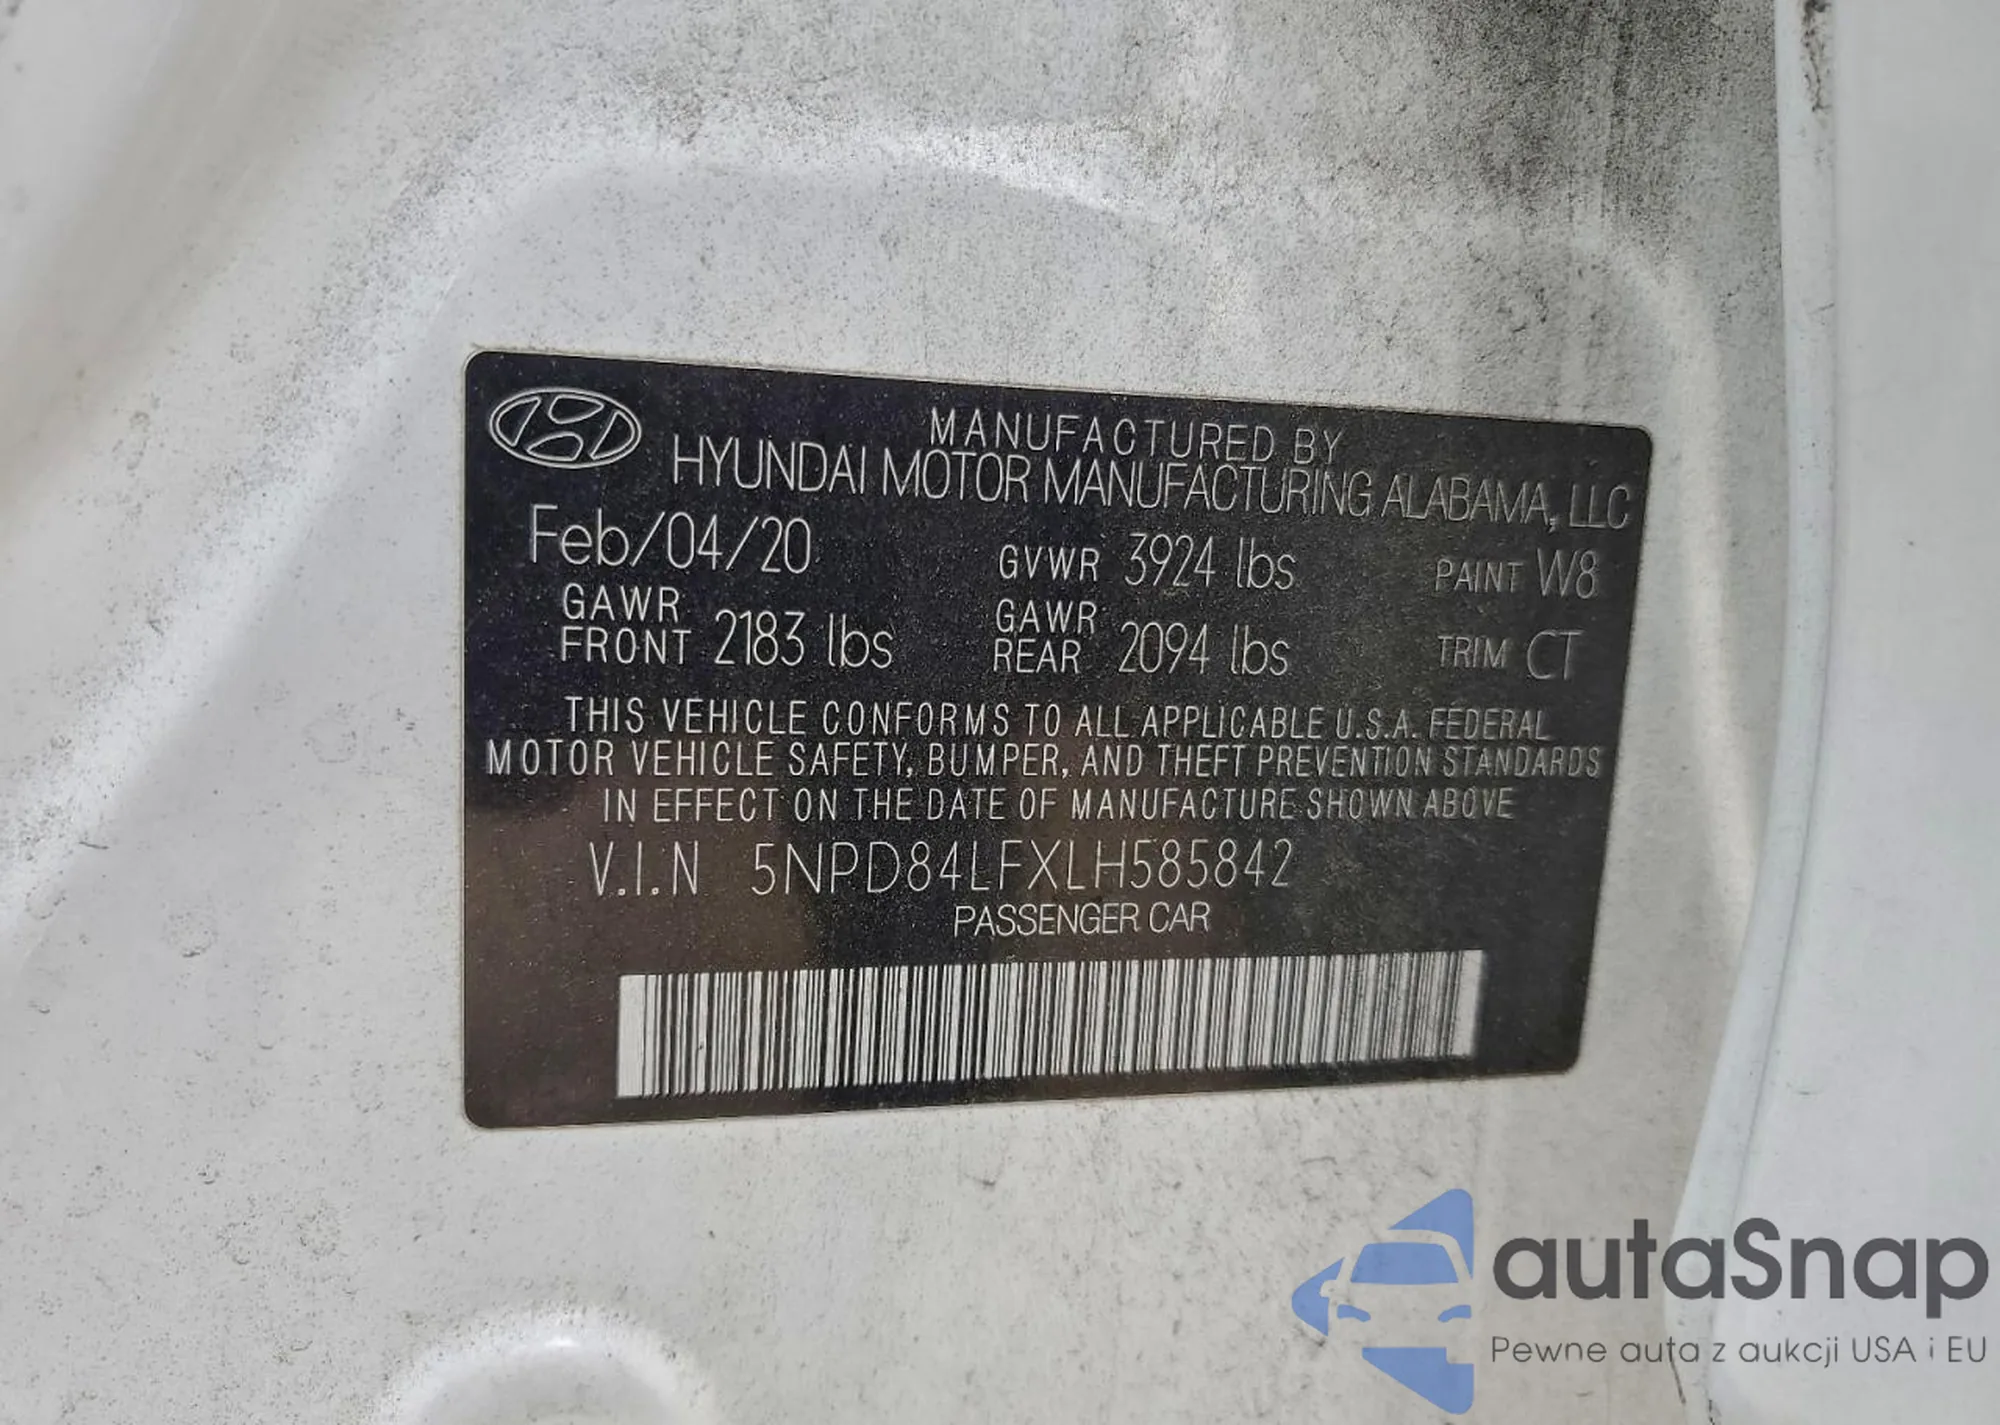 MANUFACTURED BY
HYUNDAI MOTOR MANUFACTURING ALABAMA, LLC
Feb/04/20 GVWR 3924 lbs PAINT W8
GAWR FRONT 2183 lbs GAWR REAR 2094 lbs TRIM CT
THIS VEHICLE CONFORMS TO ALL APPLICABLE U.S.A. FEDERAL
MOTOR VEHICLE SAFETY, BUMPER, AND THEFT PREVENTION STANDARDS
IN EFFECT ON THE DATE OF MANUFACTURE SHOWN ABOVE
V.I.N 5NPD84LFXLH585842
PASSENGER CAR
autaSnap
Pewne auta z aukcji USA i EU